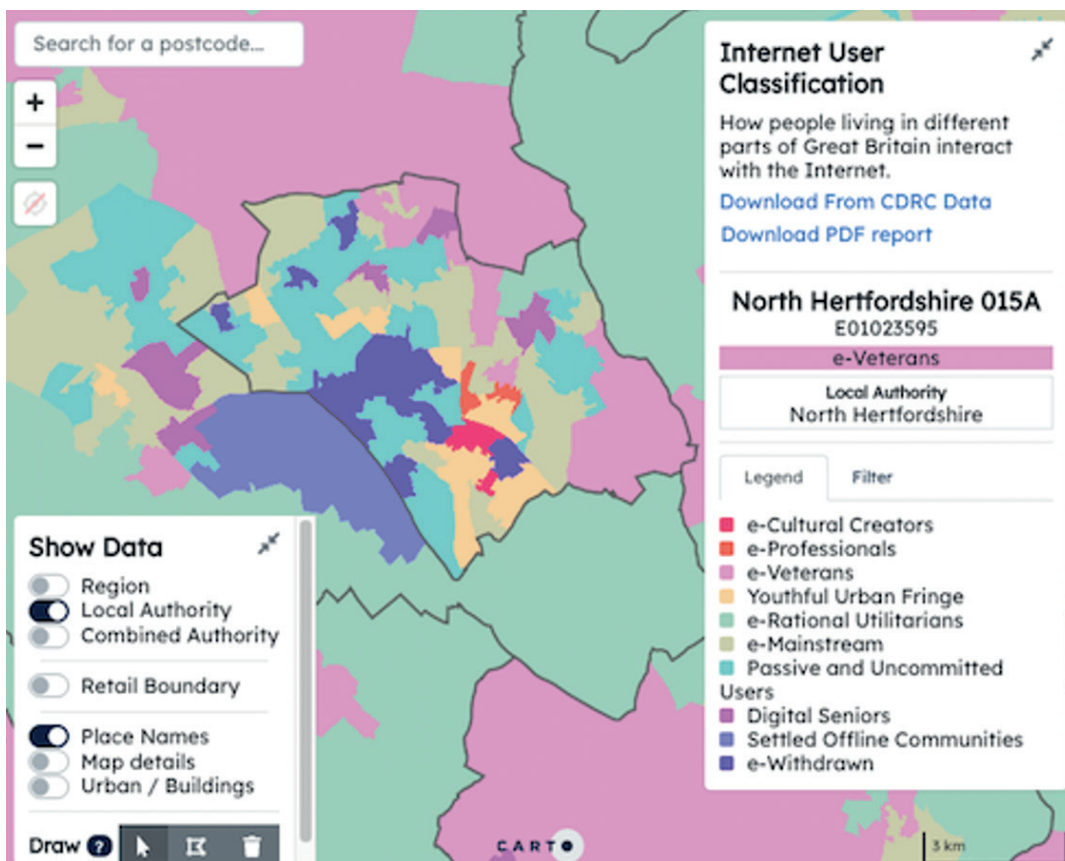 Search for a postcode...
+
−
Internet User
Classification
How people living in different
parts of Great Britain interact
with the Internet.
Download From CDRC Data
Download PDF report
North Hertfordshire 015A
E01023595
e-Veterans
Local Authority
North Hertfordshire
Legend
Filter
e-Cultural Creators
e-Professionals
e-Veterans
Youthful Urban Fringe
e-Rational Utilitarians
e-Mainstream
Passive and Uncommitted
Users
Digital Seniors
Settled Offline Communities
e-Withdrawn
Show Data
Region
Local Authority
Combined Authority
Retail Boundary
Place Names
Map details
Urban / Buildings
Draw ?
CARTO
3 km